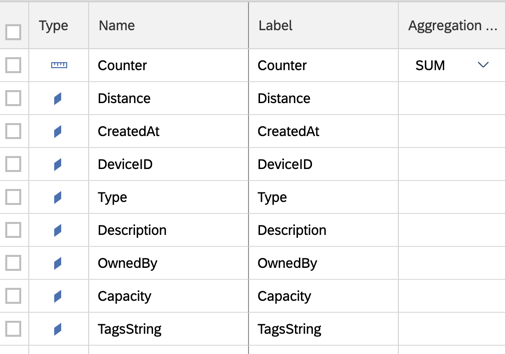 Type Name Label Aggregation ...
Counter Counter SUM
Distance Distance
CreatedAt CreatedAt
DeviceID DeviceID
Type Type
Description Description
OwnedBy OwnedBy
Capacity Capacity
TagsString TagsString